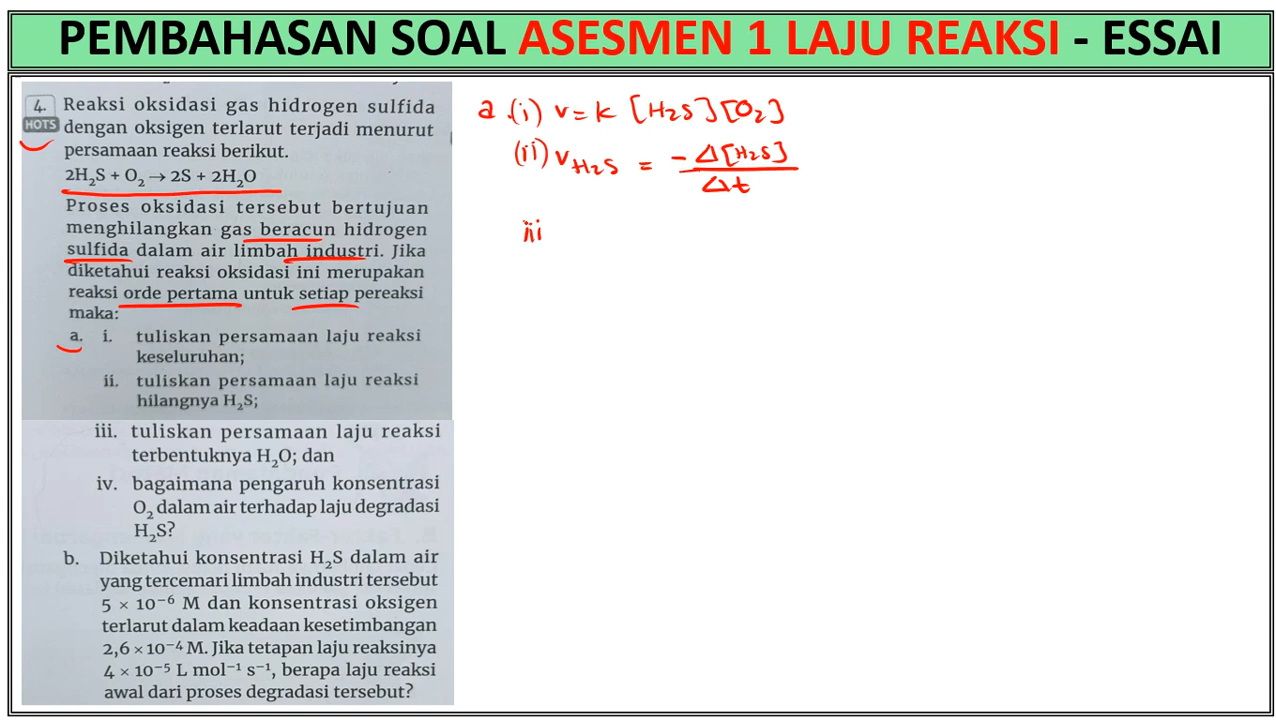 PEMBAHASAN SOAL ASESMEN 1 LAJU REAKSI - ESSAI
4. Reaksi oksidasi gas hidrogen sulfida
HOTS dengan oksigen terlarut terjadi menurut
persamaan reaksi berikut.
2H₂S + O₂ → 2S + 2H₂O
Proses oksidasi tersebut bertujuan
menghilangkan gas beracun hidrogen
sulfida dalam air limbah industri. Jika
diketahui reaksi oksidasi ini merupakan
reaksi orde pertama untuk setiap pereaksi
maka:
a. i. tuliskan persamaan laju reaksi
keseluruhan;
ii. tuliskan persamaan laju reaksi
hilangnya H₂S;
iii. tuliskan persamaan laju reaksi
terbentuknya H₂O; dan
iv. bagaimana pengaruh konsentrasi
O₂ dalam air terhadap laju degradasi
H₂S?
b. Diketahui konsentrasi H₂S dalam air
yang tercemari limbah industri tersebut
5 × 10⁻⁶ M dan konsentrasi oksigen
terlarut dalam keadaan kesetimbangan
2,6 × 10⁻⁴ M. Jika tetapan laju reaksinya
4 × 10⁻⁵ L mol⁻¹ s⁻¹, berapa laju reaksi
awal dari proses degradasi tersebut?
a. (i) v = k [H₂S][O₂]
(ii) v H₂S = - Δ[H₂S]
Δt
iii